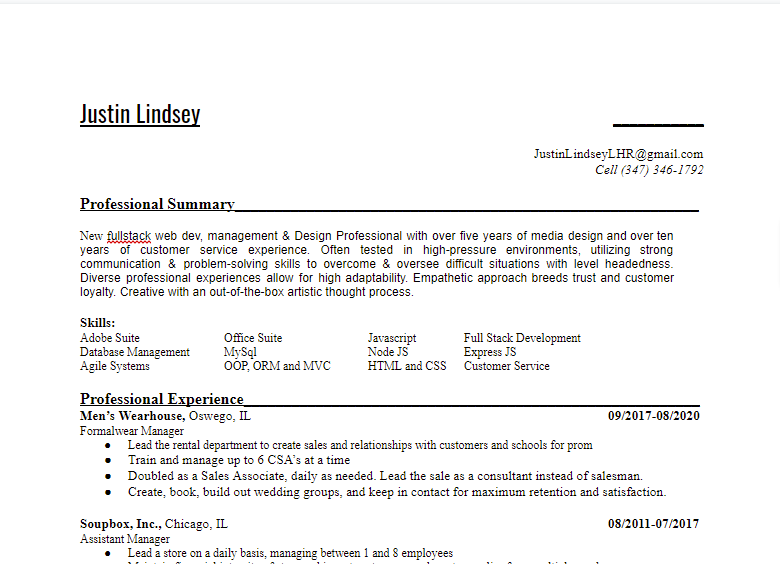 Justin Lindsey
JustinLindseyLHR@gmail.com
Cell (347) 346-1792
Professional Summary
New fullstack web dev, management & Design Professional with over five years of media design and over ten
years of customer service experience. Often tested in high-pressure environments, utilizing strong
communication & problem-solving skills to overcome & oversee difficult situations with level headedness.
Diverse professional experiences allow for high adaptability. Empathetic approach breeds trust and customer
loyalty. Creative with an out-of-the-box artistic thought process.
Skills:
Adobe Suite Office Suite Javascript Full Stack Development
Database Management MySql Node JS Express JS
Agile Systems OOP, ORM and MVC HTML and CSS Customer Service
Professional Experience
Men's Wearhouse, Oswego, IL 09/2017-08/2020
Formalwear Manager
● Lead the rental department to create sales and relationships with customers and schools for prom
● Train and manage up to 6 CSA's at a time
● Doubled as a Sales Associate, daily as needed. Lead the sale as a consultant instead of salesman.
● Create, book, build out wedding groups, and keep in contact for maximum retention and satisfaction.
Soupbox, Inc., Chicago, IL 08/2011-07/2017
Assistant Manager
● Lead a store on a daily basis, managing between 1 and 8 employees